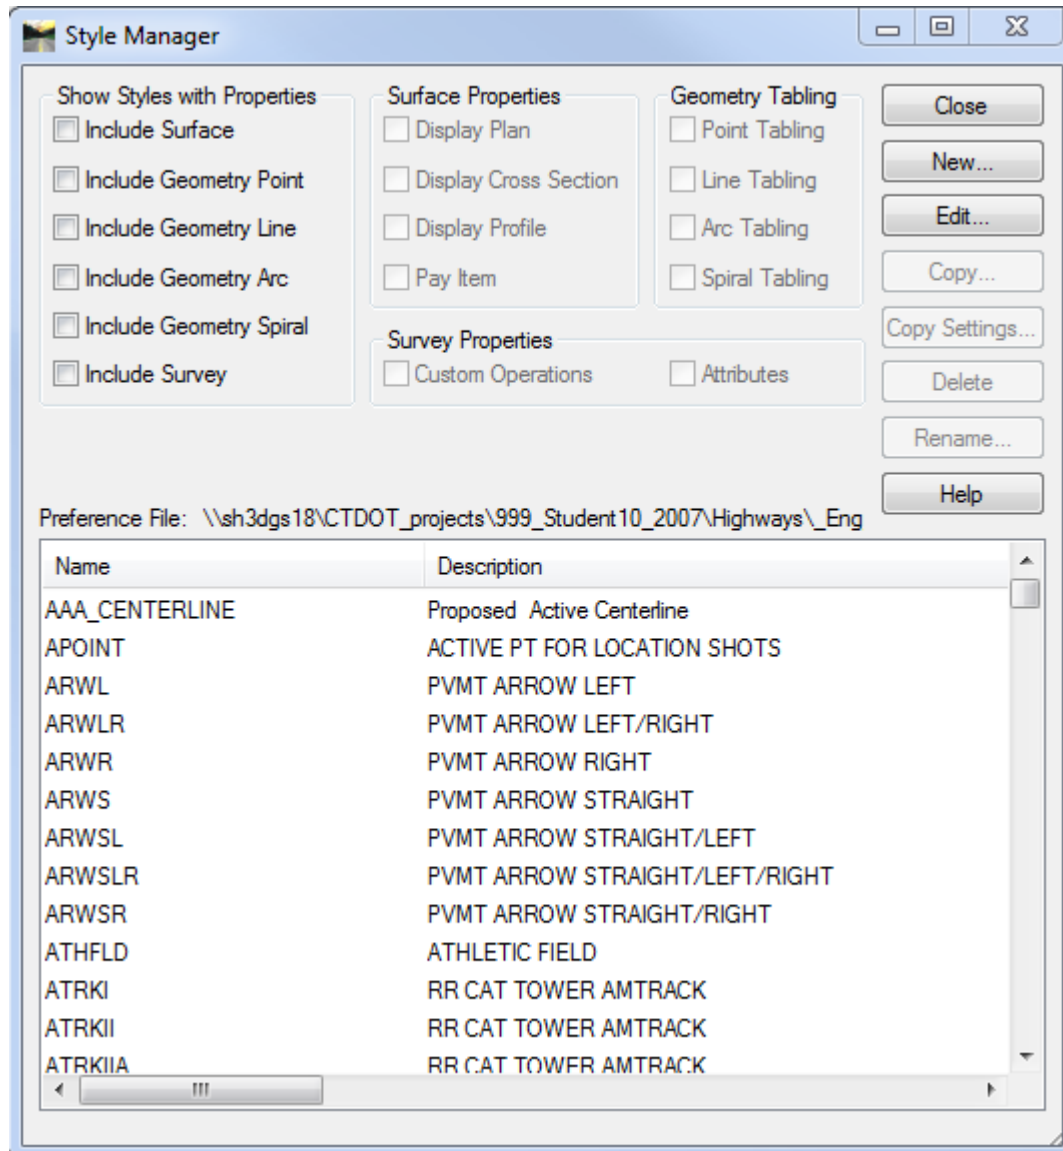 Style Manager
Show Styles with Properties
Include Surface
Include Geometry Point
Include Geometry Line
Include Geometry Arc
Include Geometry Spiral
Include Survey
Surface Properties
Display Plan
Display Cross Section
Display Profile
Pay Item
Geometry Tabling
Point Tabling
Line Tabling
Arc Tabling
Spiral Tabling
Survey Properties
Custom Operations
Attributes
Close
New...
Edit...
Copy...
Copy Settings...
Delete
Rename...
Help
Preference File: \\sh3dgs18\CTDOT_projects\999_Student10_2007\Highways\_Eng
Name Description
AAA_CENTERLINE Proposed Active Centerline
APOINT ACTIVE PT FOR LOCATION SHOTS
ARWL PVMT ARROW LEFT
ARWLR PVMT ARROW LEFT/RIGHT
ARWR PVMT ARROW RIGHT
ARWS PVMT ARROW STRAIGHT
ARWSL PVMT ARROW STRAIGHT/LEFT
ARWSLR PVMT ARROW STRAIGHT/LEFT/RIGHT
ARWSR PVMT ARROW STRAIGHT/RIGHT
ATHFLD ATHLETIC FIELD
ATRKI RR CAT TOWER AMTRACK
ATRKII RR CAT TOWER AMTRACK
ATRKIIA RR CAT TOWER AMTRACK